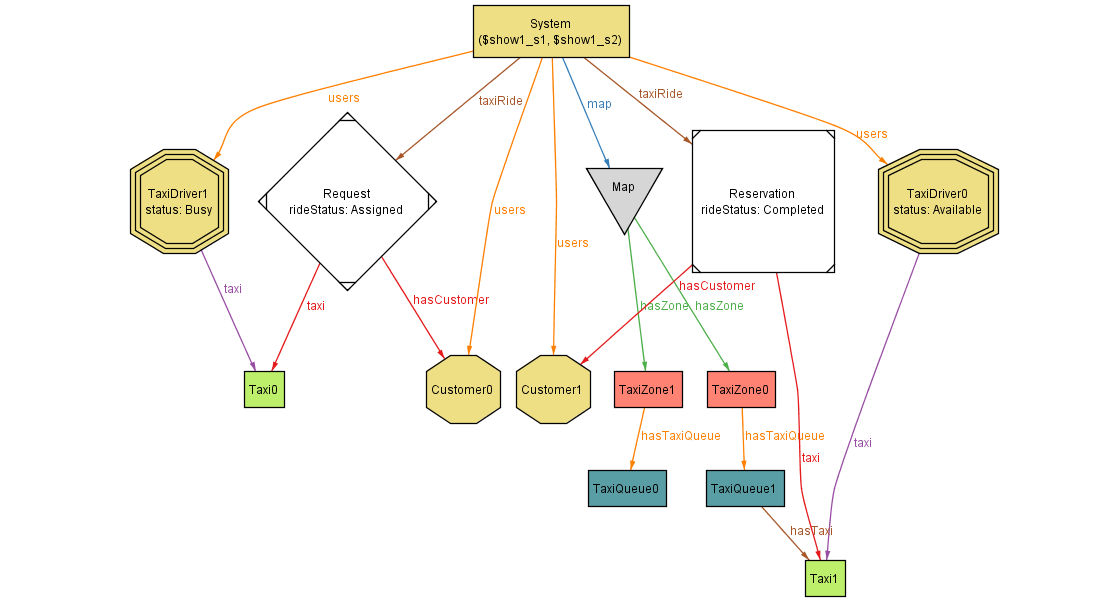 System
($show1_s1, $show1_s2)
users
taxiRide
map
taxiRide
users
TaxiDriver1
status: Busy
Request
rideStatus: Assigned
Map
Reservation
rideStatus: Completed
TaxiDriver0
status: Available
users
users
taxi
taxi
hasCustomer
hasCustomer
hasZone
hasZone
Taxi0
Customer0
Customer1
TaxiZone1
TaxiZone0
hasTaxiQueue
hasTaxiQueue
taxi
taxi
TaxiQueue0
TaxiQueue1
hasTaxi
Taxi1